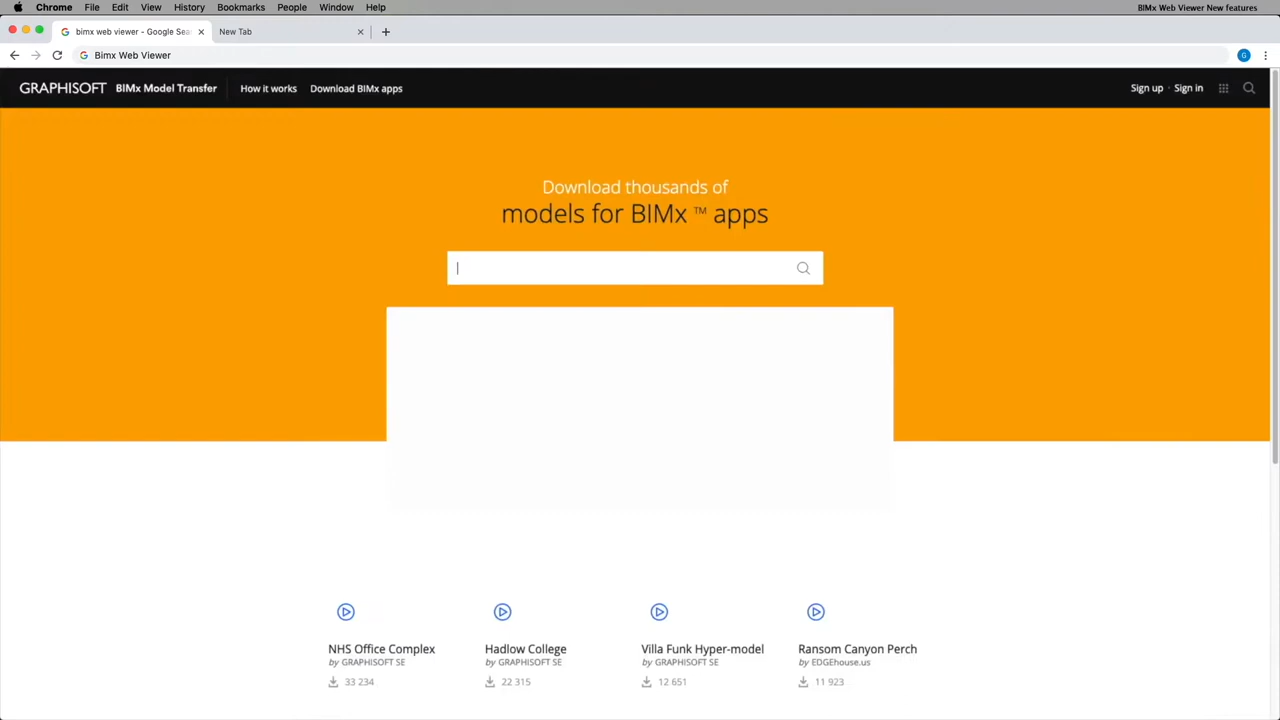 Chrome File Edit View History Bookmarks People Window Help
BIMx Web Viewer New features
bimx web viewer - Google Sea
New Tab
Bimx Web Viewer
GRAPHISOFT BIMx Model Transfer How it works Download BIMx apps
Sign up · Sign in
Download thousands of
models for BIMx ™ apps
NHS Office Complex
by GRAPHISOFT SE
33 234
Hadlow College
by GRAPHISOFT SE
22 315
Villa Funk Hyper-model
by GRAPHISOFT SE
12 651
Ransom Canyon Perch
by EDGEhouse.us
11 923